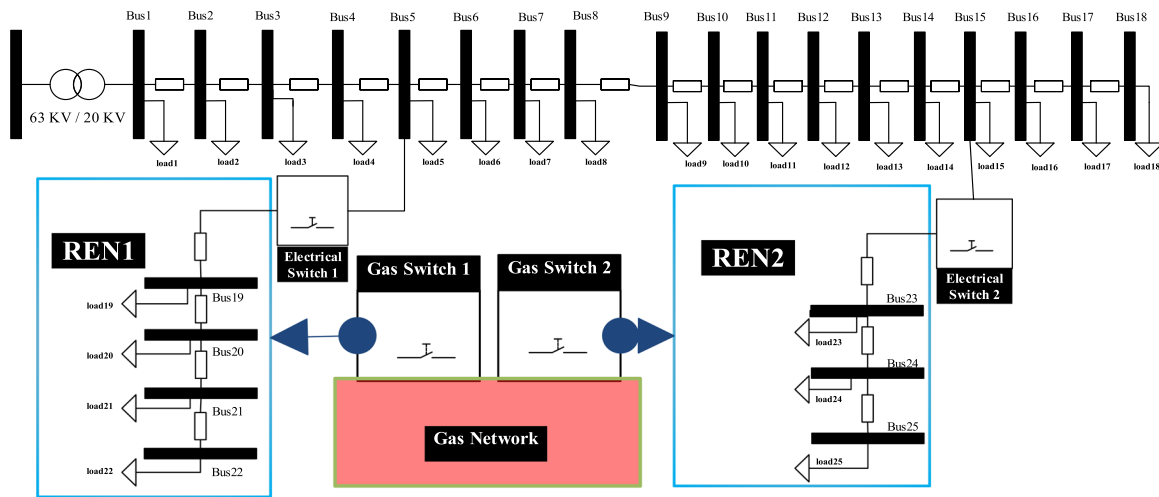 Bus1 Bus2 Bus3 Bus4 Bus5 Bus6 Bus7 Bus8 Bus9 Bus10 Bus11 Bus12 Bus13 Bus14 Bus15 Bus16 Bus17 Bus18
63 KV / 20 KV
load1 load2 load3 load4 load5 load6 load7 load8 load9 load10 load11 load12 load13 load14 load15 load16 load17 load18
REN1
Electrical
Switch 1
Gas Switch 1
Gas Switch 2
REN2
Electrical
Switch 2
Bus19
load19
Bus20
load20
Bus21
load21
Bus22
load22
Bus23
load23
Bus24
load24
Bus25
load25
Gas Network